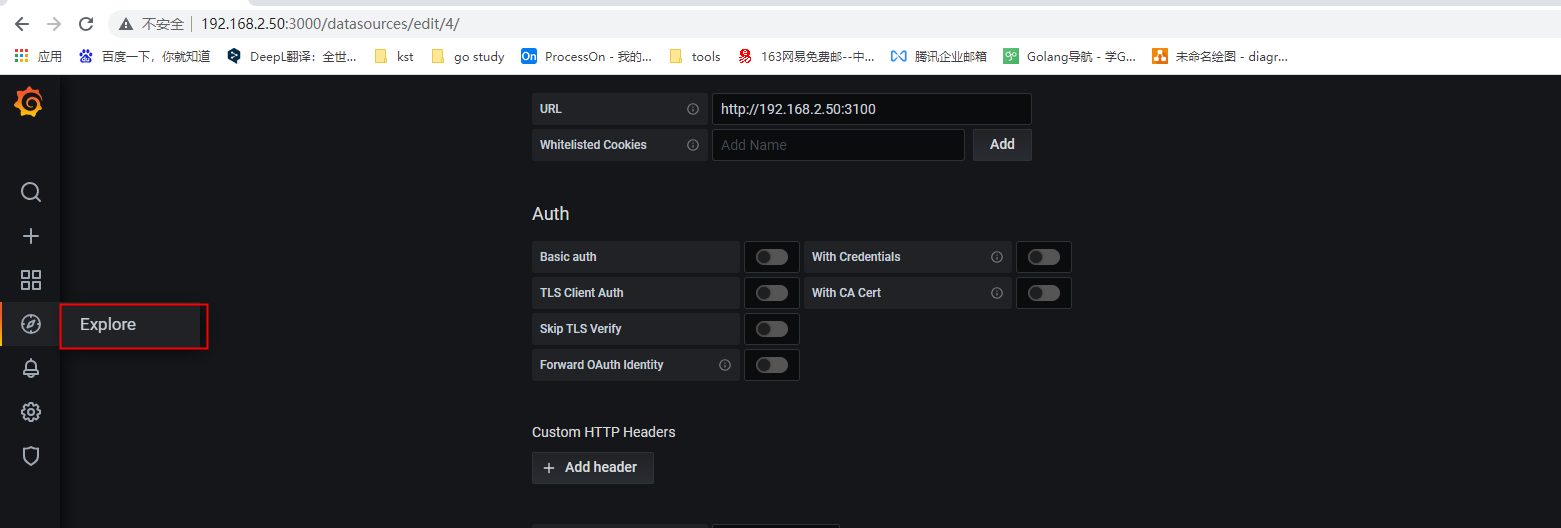 不安全 192.168.2.50:3000/datasources/edit/4/
应用 百度一下，你就知道 DeepL翻译：全世... kst go study On ProcessOn - 我的... tools 163网易免费邮--中... 腾讯企业邮箱 go Golang导航 - 学G... 未命名绘图 - diagr...
URL http://192.168.2.50:3100
Whitelisted Cookies Add Name Add
Auth
Basic auth With Credentials
TLS Client Auth With CA Cert
Explore
Skip TLS Verify
Forward OAuth Identity
Custom HTTP Headers
+ Add header